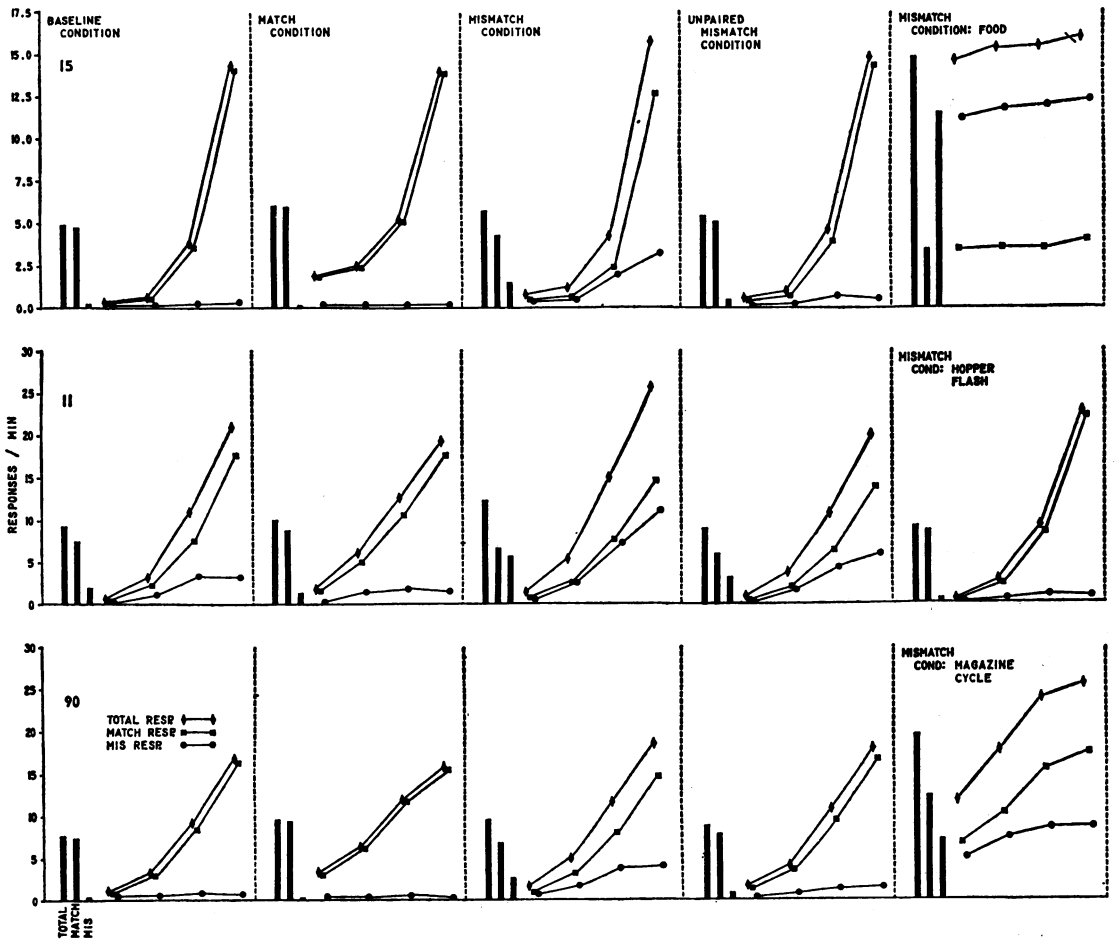 BASELINE
CONDITION
MATCH
CONDITION
MISMATCH
CONDITION
UNPAIRED
MISMATCH
CONDITION
MISMATCH
CONDITION: FOOD
17.5
15.0
12.5
10.0
7.5
5.0
2.5
0.0
15
MISMATCH
COND: HOPPER
FLASH
30
25
20
15
10
5
0
11
RESPONSES / MIN
MISMATCH
COND: MAGAZINE
CYCLE
30
25
20
15
10
5
0
90
TOTAL RESP.
MATCH RESP.
MIS RESP.
TOTAL
MATCH
MIS